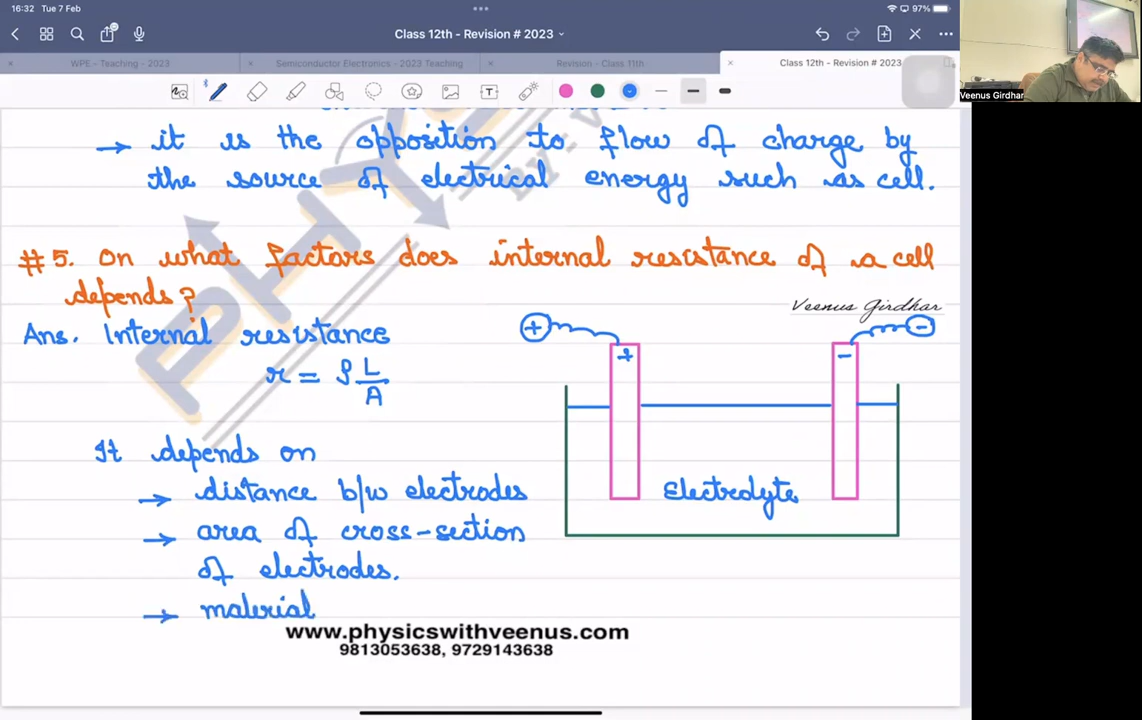 16:32 Tue 7 Feb
97%
Class 12th - Revision # 2023
WPE - Teaching - 2023
Semiconductor Electronics - 2023 Teaching
Revision - Class 11th
Class 12th - Revision # 2023
Veenus Girdhar
→ it is the opposition to flow of charge by
the source of electrical energy such as cell.
#5. On what factors does internal resistance of a cell
depends?
Veenus Girdhar
Ans. Internal resistance
r = ρ L/A
+ + - -
It depends on
→ distance b/w electrodes
Electrolyte
→ area of cross-section
of electrodes.
→ material
www.physicswithveenus.com
9813053638, 9729143638